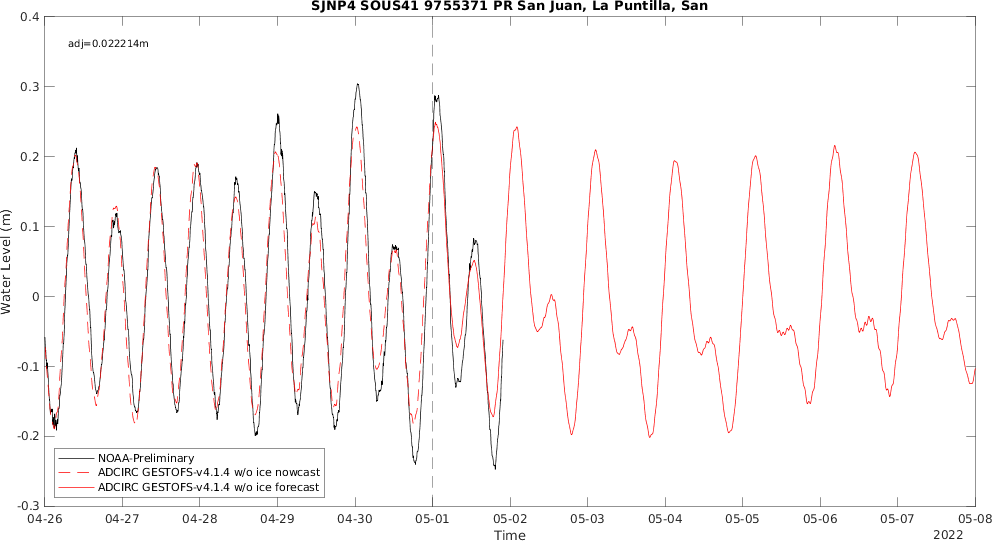 SJNP4 SOUS41 9755371 PR San Juan, La Puntilla, San
adj=0.022214m
Water Level (m)
0.4
0.3
0.2
0.1
0
-0.1
-0.2
-0.3
NOAA-Preliminary
ADCIRC GESTOFS-v4.1.4 w/o ice nowcast
ADCIRC GESTOFS-v4.1.4 w/o ice forecast
04-26 04-27 04-28 04-29 04-30 05-01 05-02 05-03 05-04 05-05 05-06 05-07 05-08
Time
2022